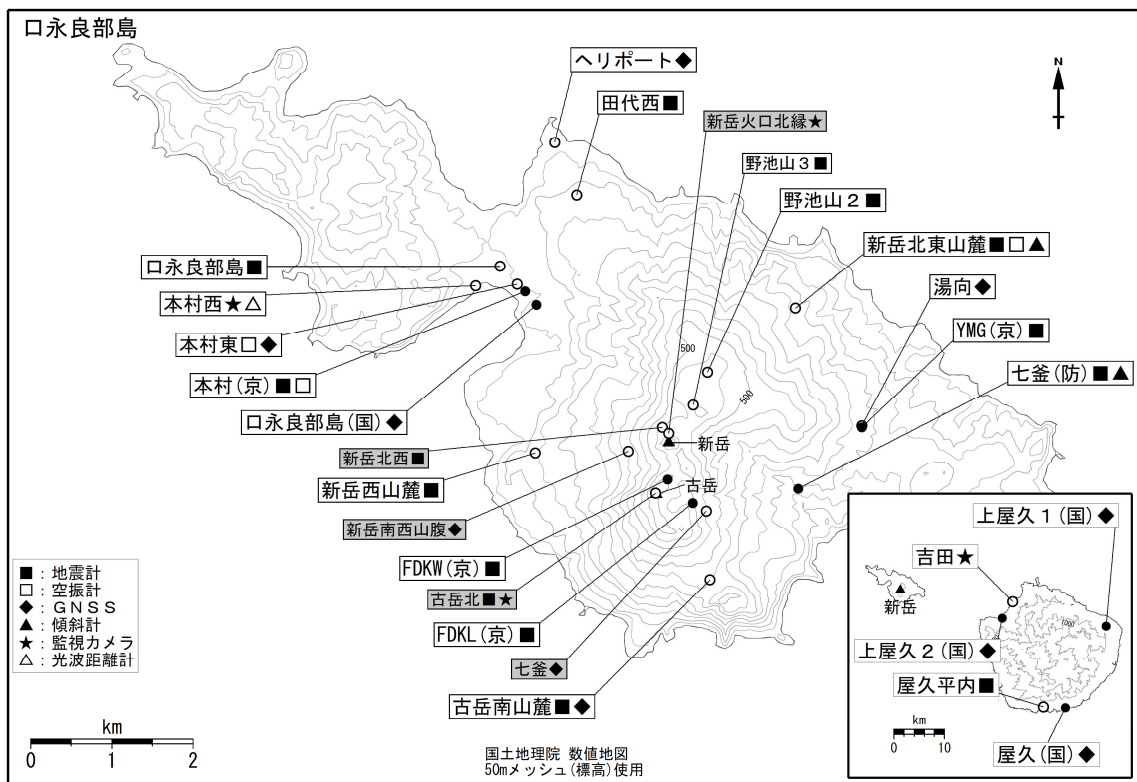 口永良部島
N
ヘリポート◆
田代西■
新岳火口北縁★
野池山３■
野池山２■
新岳北東山麓■□▲
口永良部島■
湯向◆
本村西★△
YMG(京)■
本村東□◆
七釜(防)■▲
本村(京)■□
口永良部島(国)◆
500
500
新岳
新岳北西■
新岳西山麓■
古岳
新岳南西山腹◆
FDKW(京)■
古岳北■★
FDKL(京)■
七釜◆
古岳南山麓■◆
■：地震計
□：空振計
◆：ＧＮＳＳ
▲：傾斜計
★：監視カメラ
△：光波距離計
km
0 1 2
国土地理院 数値地図
50mメッシュ(標高)使用
上屋久１(国)◆
吉田★
新岳
1000
上屋久２(国)◆
屋久平内■
km
0 10
屋久(国)◆